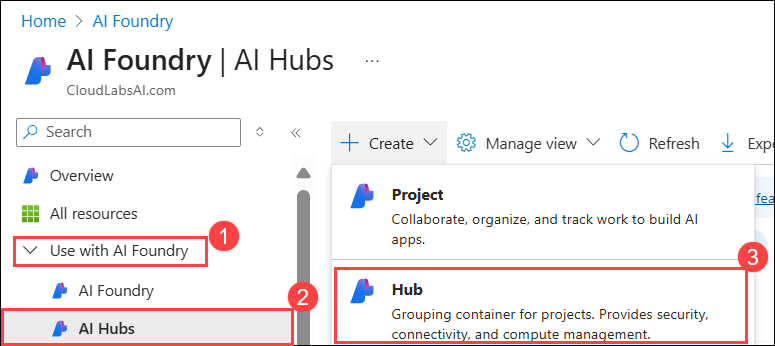 Home > AI Foundry
AI Foundry | AI Hubs ...
CloudLabsAI.com
Search
Create
Manage view
Refresh
Overview
All resources
Use with AI Foundry
1
AI Foundry
2
AI Hubs
Project
Collaborate, organize, and track work to build AI
apps.
3
Hub
Grouping container for projects. Provides security,
connectivity, and compute management.